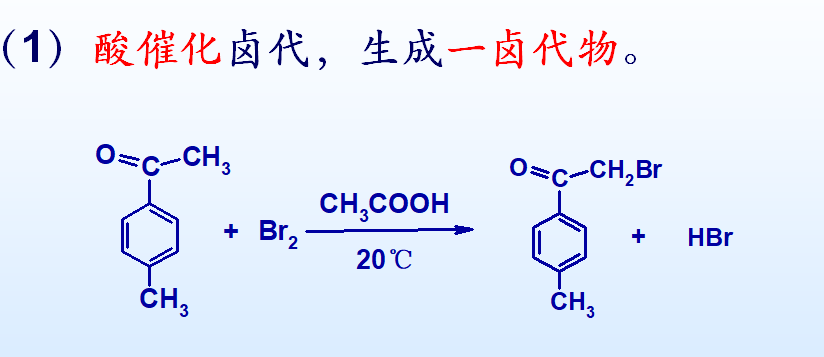 (1) 酸催化卤代，生成一卤代物。
O=C-CH₃
O=C-CH₂Br
+ Br₂
CH₃COOH
20℃
+ HBr
CH₃
CH₃